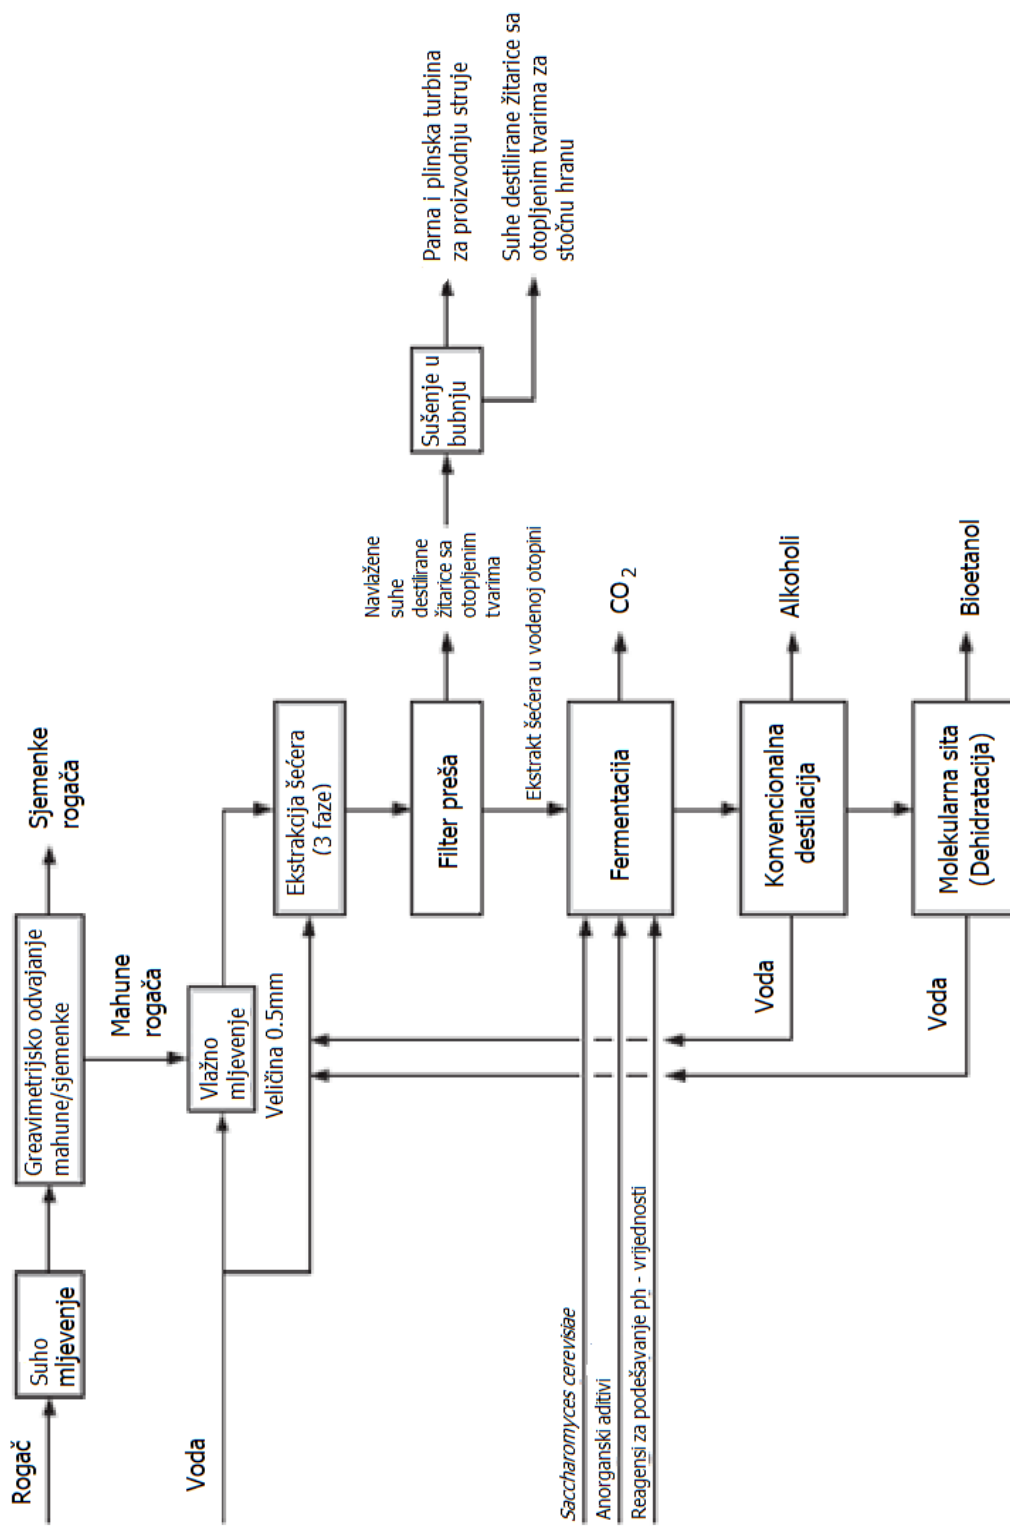 Rogač
Suho
mljevenje
Greavimetrijsko odvajanje
mahune/sjemenke
Sjemenke
rogača
Mahune
rogača
Voda
Vlažno
mljevenje
Veličina 0.5mm
Ekstrakcija šećera
(3 faze)
Filter preša
Navlažene
suhe
destilirane
žitarice sa
otopljenim
tvarima
Sušenje u
bubnju
Parna i plinska turbina
za proizvodnju struje
Suhe destilirane žitarice sa
otopljenim tvarima za
stočnu hranu
Ekstrakt šećera u vodenoj otopini
Saccharomyces cerevisiae
Anorganski aditivi
Reagensi za podešavanje ph - vrijednosti
Fermentacija
CO2
Voda
Konvencionalna
destilacija
Alkoholi
Voda
Molekularna sita
(Dehidratacija)
Bioetanol